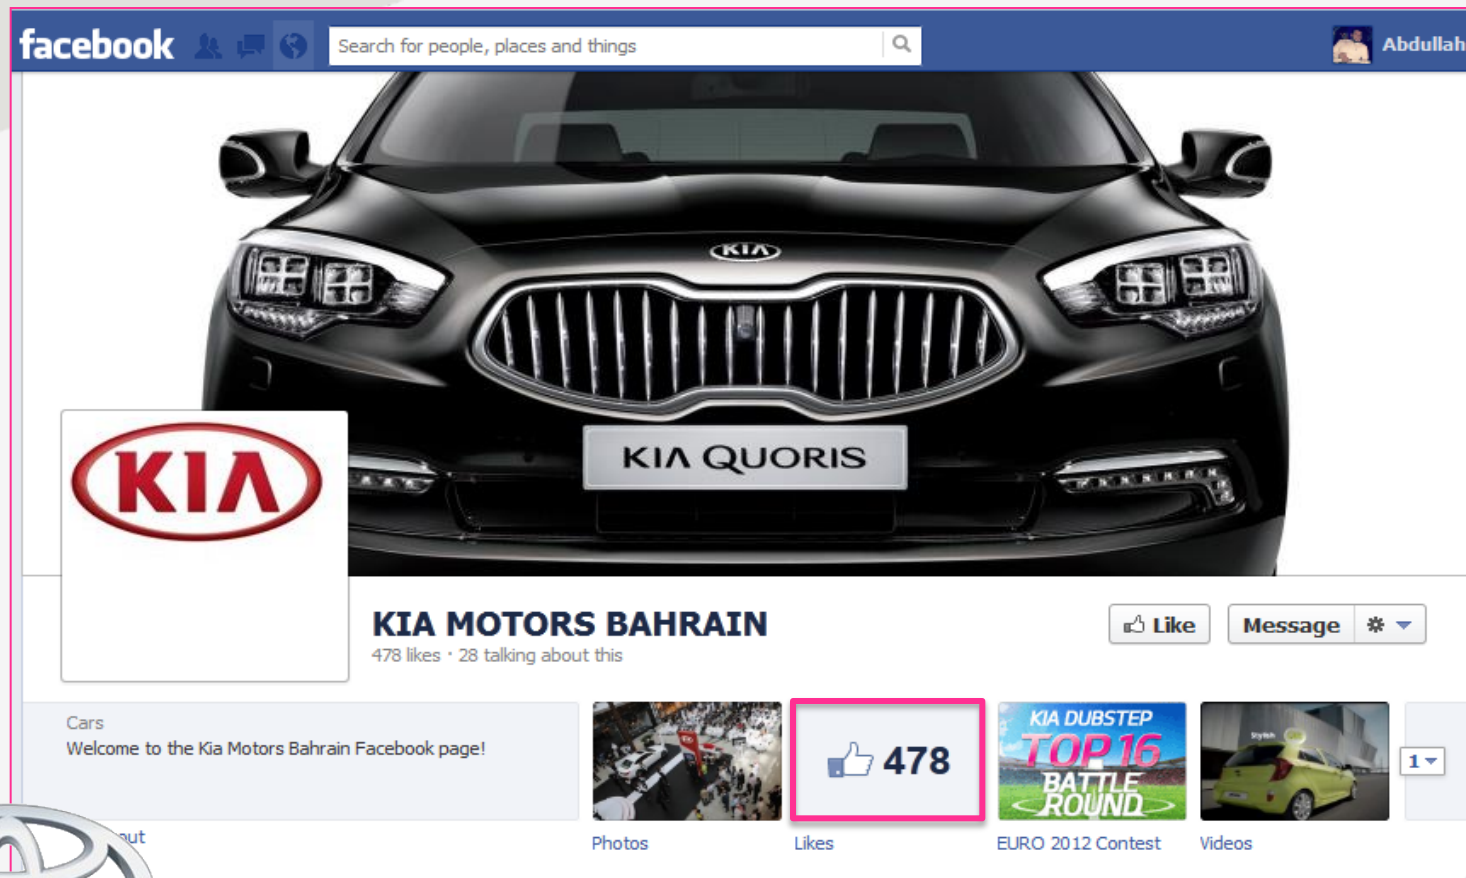 facebook
Search for people, places and things
Abdullah
KIA
KIA QUORIS
KIA
KIA MOTORS BAHRAIN
478 likes · 28 talking about this
Like
Message
Cars
Welcome to the Kia Motors Bahrain Facebook page!
478
KIA DUBSTEP
TOP 16
BATTLE
ROUND
Stylish
1
Photos
Likes
EURO 2012 Contest
Videos